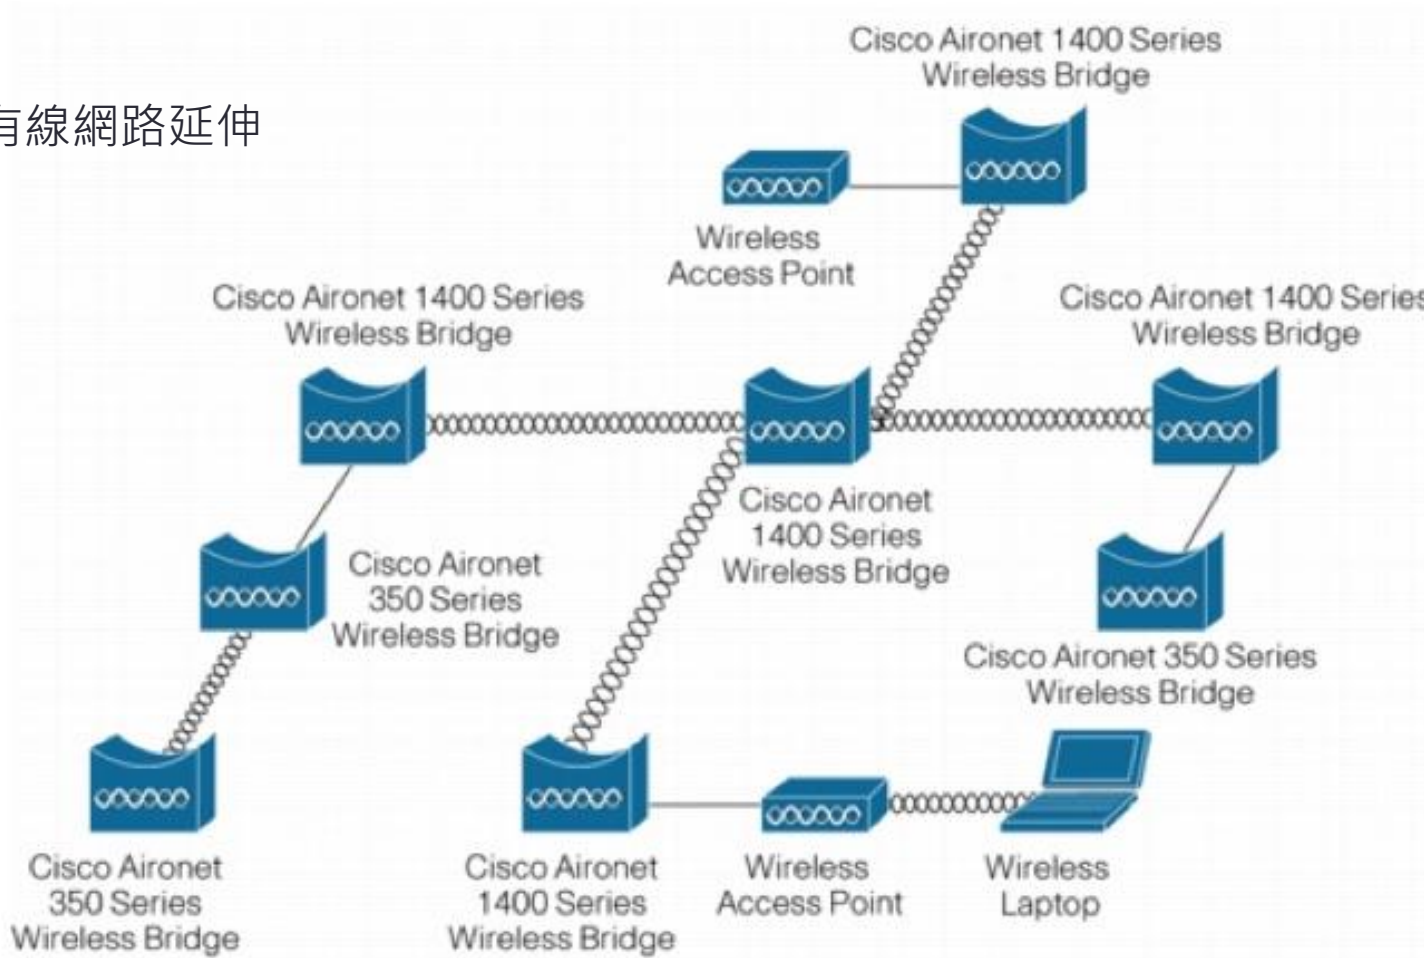 Cisco Aironet 1400 Series
Wireless Bridge
有線網路延伸
Wireless
Access Point
Cisco Aironet 1400 Series
Wireless Bridge
Cisco Aironet 1400 Series
Wireless Bridge
Cisco Aironet
1400 Series
Wireless Bridge
Cisco Aironet
350 Series
Wireless Bridge
Cisco Aironet 350 Series
Wireless Bridge
Cisco Aironet
350 Series
Wireless Bridge
Cisco Aironet
1400 Series
Wireless Bridge
Wireless
Access Point
Wireless
Laptop